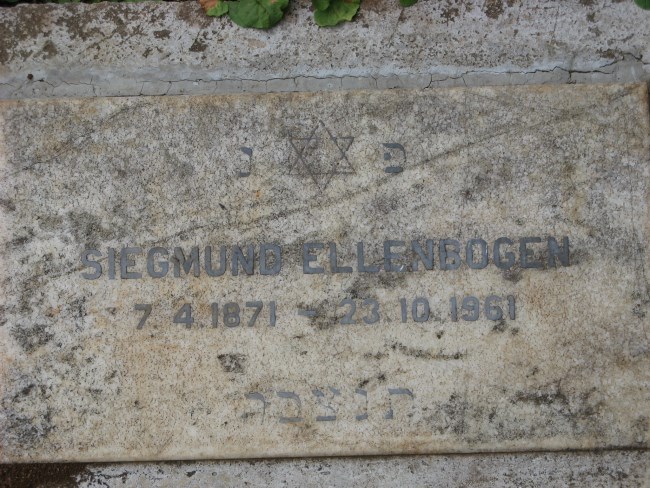 פ נ
SIEGMUND ELLENBOGEN
7.4.1871 - 23.10.1961
תנצבה